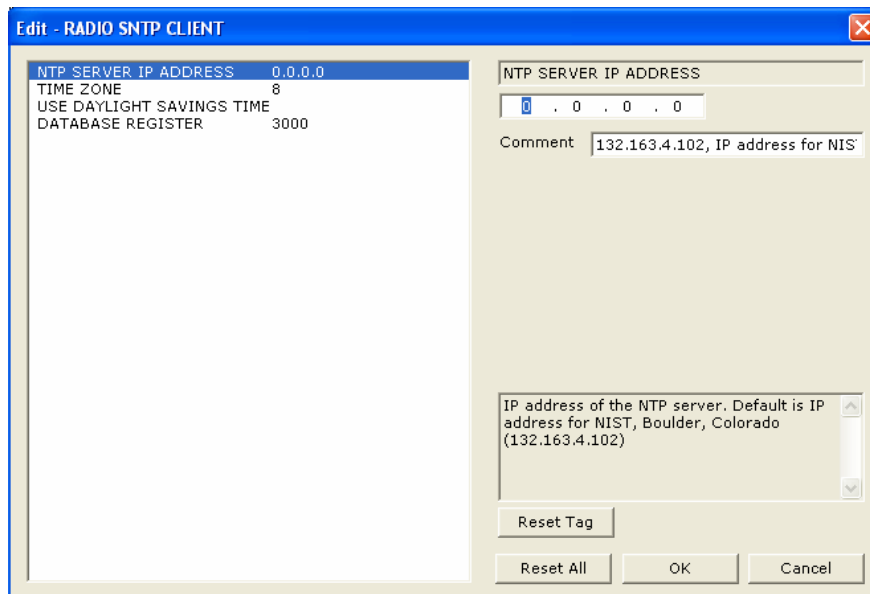 Edit - RADIO SNTP CLIENT
NTP SERVER IP ADDRESS 0.0.0.0
TIME ZONE 8
USE DAYLIGHT SAVINGS TIME
DATABASE REGISTER 3000
NTP SERVER IP ADDRESS
0 . 0 . 0 . 0
Comment 132.163.4.102, IP address for NIS
IP address of the NTP server. Default is IP
address for NIST, Boulder, Colorado
(132.163.4.102)
Reset Tag
Reset All OK Cancel